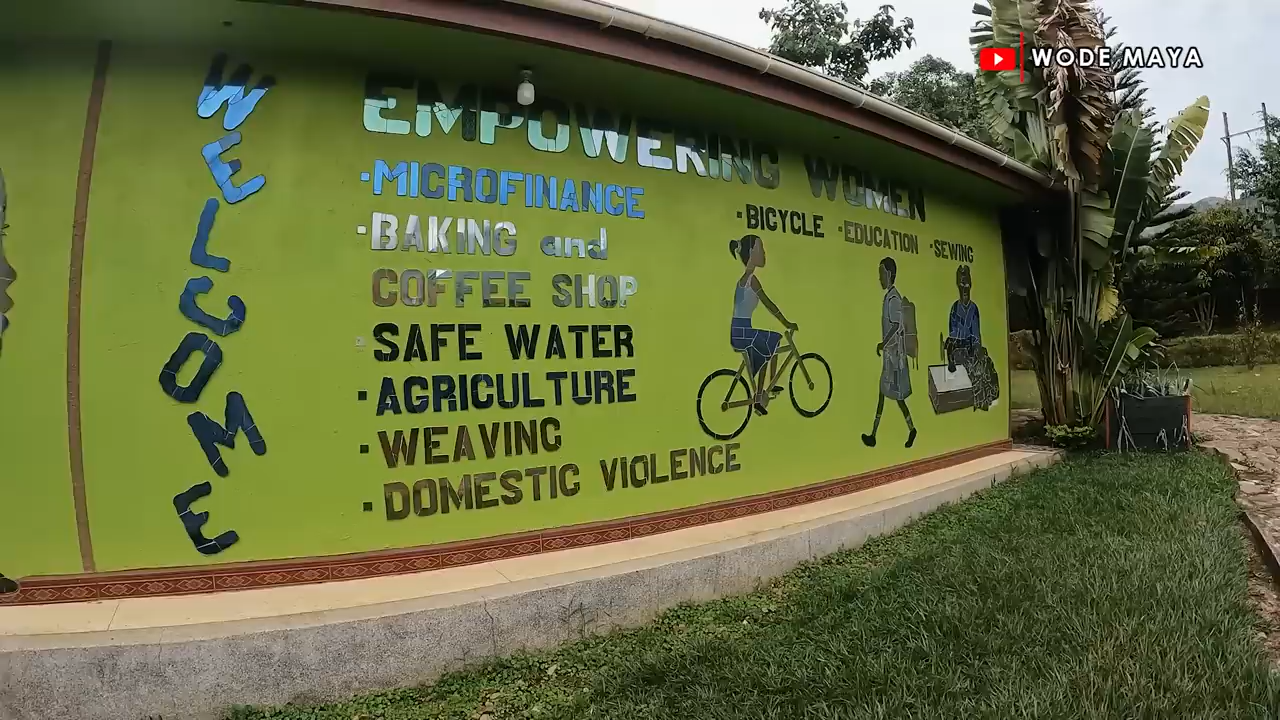 WODE MAYA
WELCOME
EMPOWERING WOMEN
·MICROFINANCE
·BAKING and
COFFEE SHOP
·SAFE WATER
·AGRICULTURE
·WEAVING
·DOMESTIC VIOLENCE
·BICYCLE ·EDUCATION ·SEWING